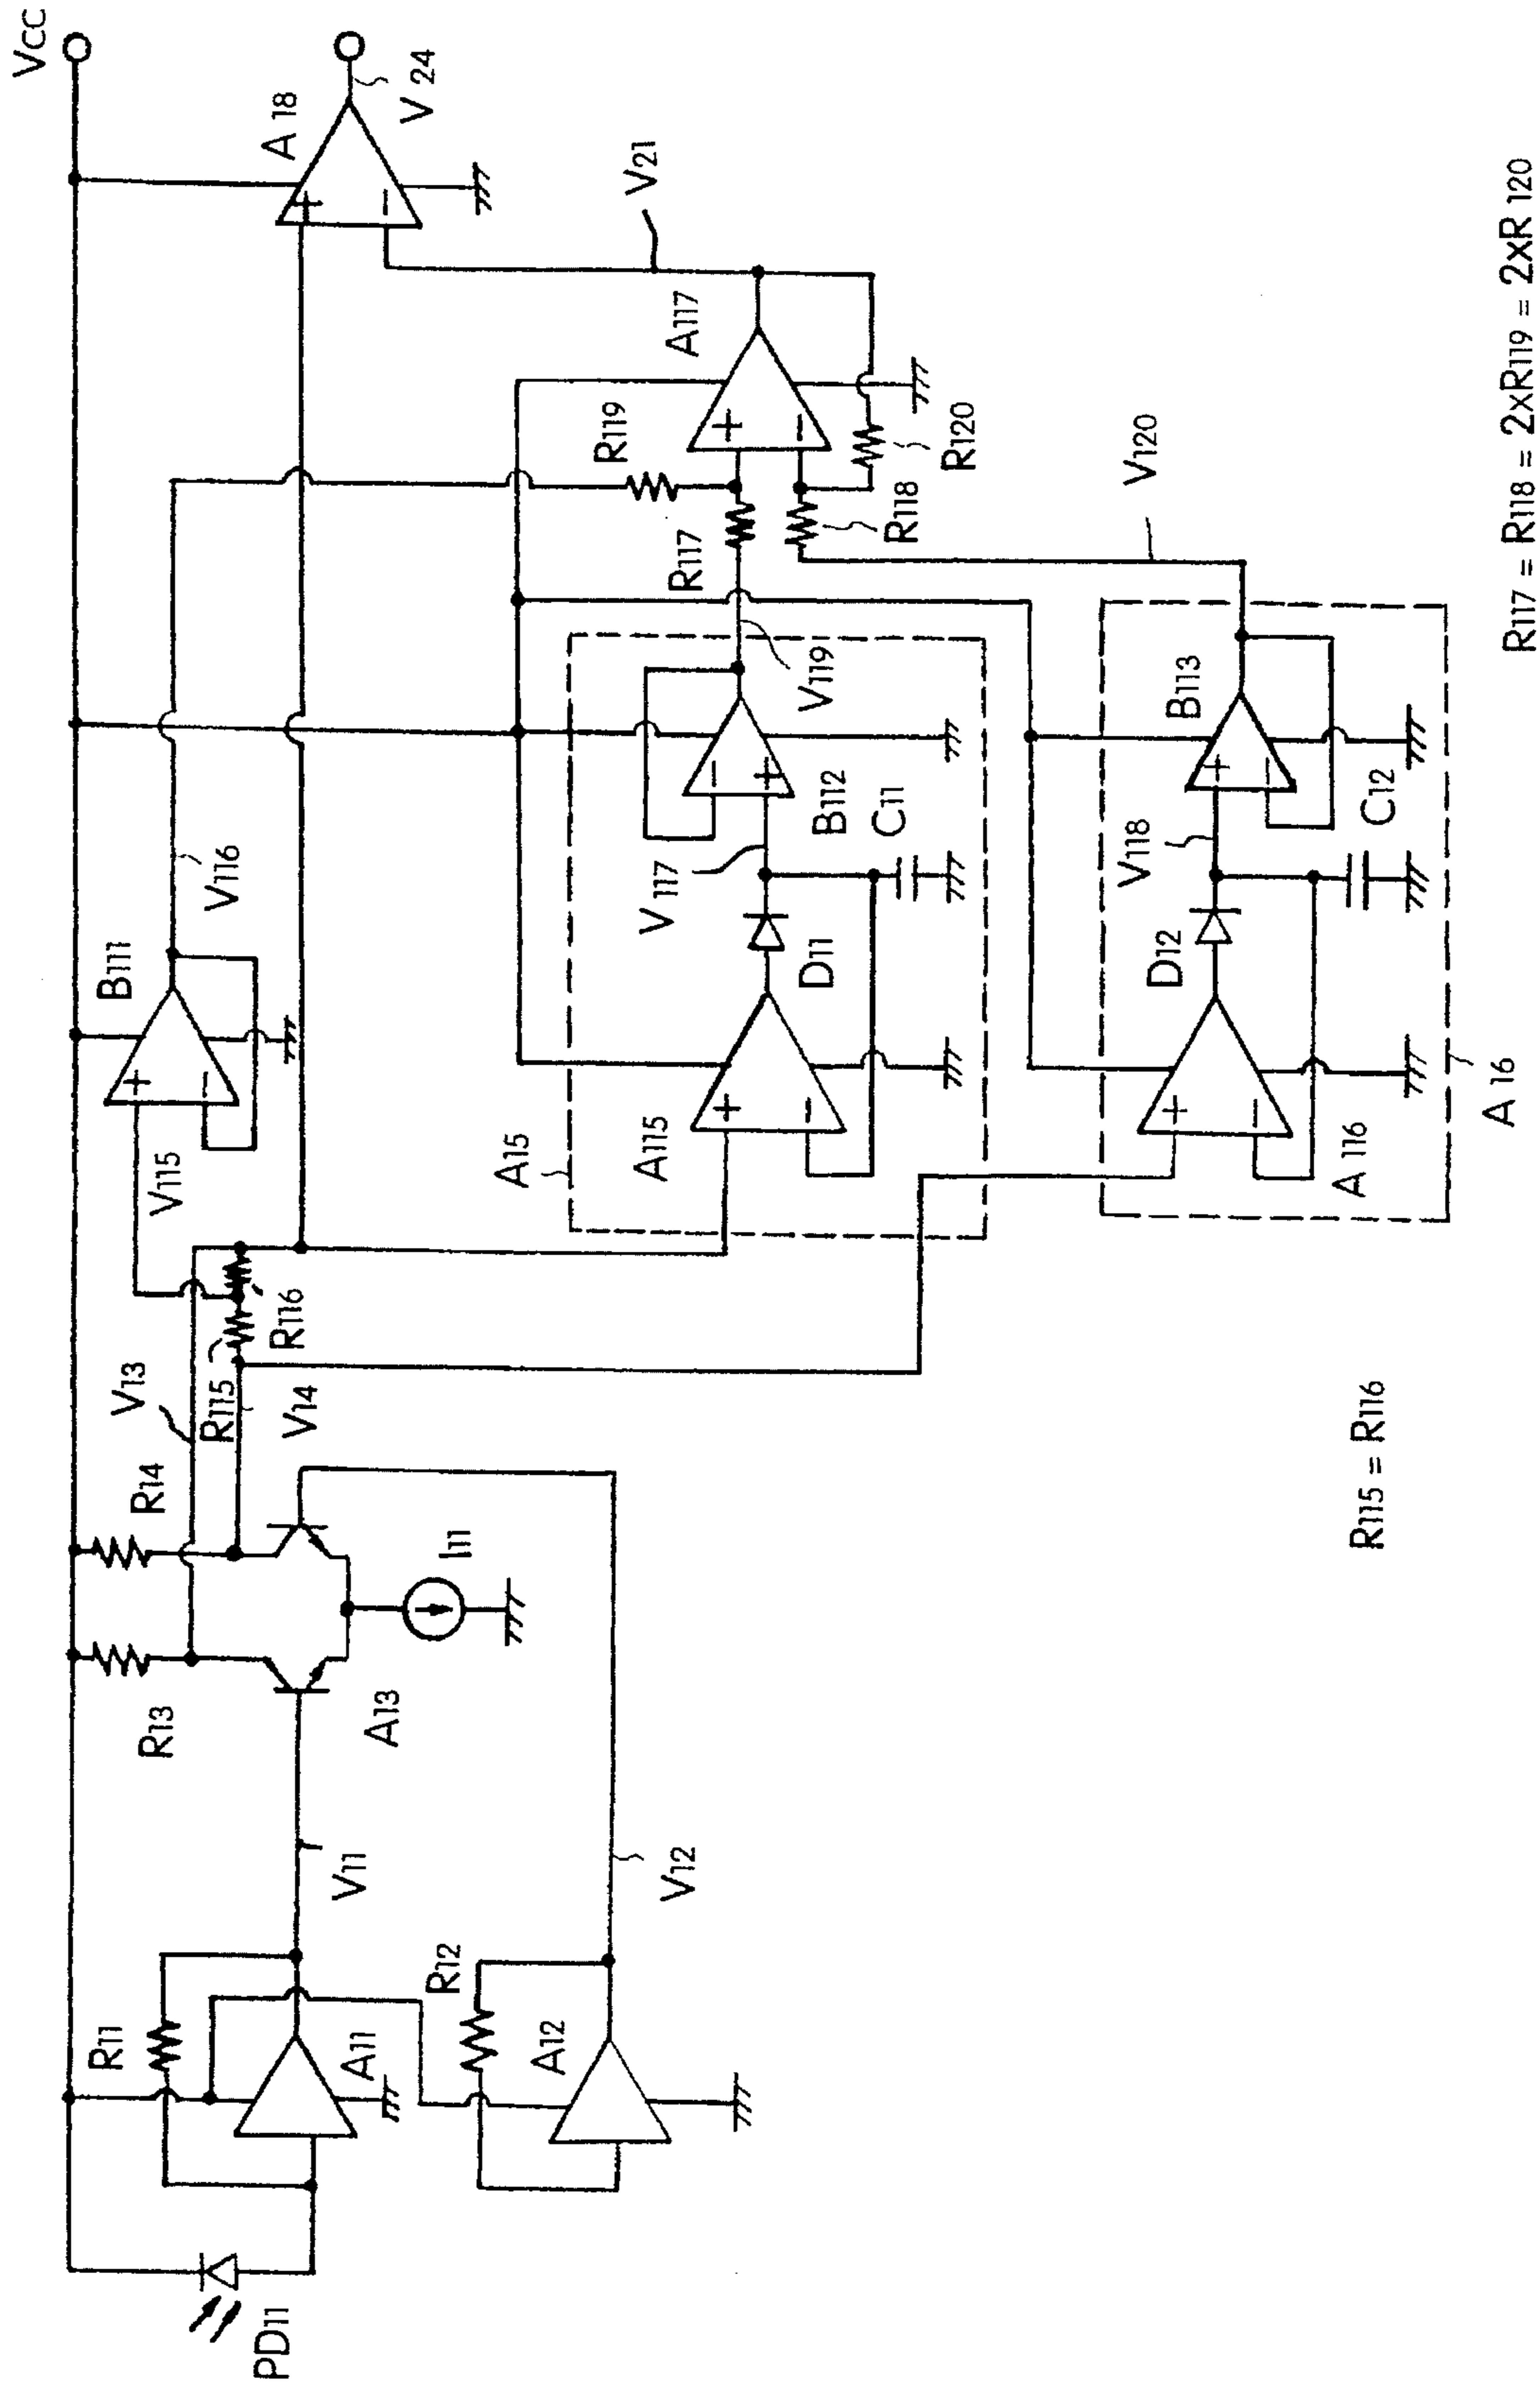 PD11
R11
A11
R12
A12
V11
V12
R13
R14
A13
I11
V13
R115
V14
R116
V115
B111
V116
A15
A115
D11
V117
B112
C11
V119
R117
R119
R118
R120
A117
V21
A18
VCC
V24
A116
D12
V118
B113
C12
A16
V120
+
−
+
−
+
−
−
+
+
−
+
−
+
−
R115 = R116
R117 = R118 = 2xR119 = 2xR120